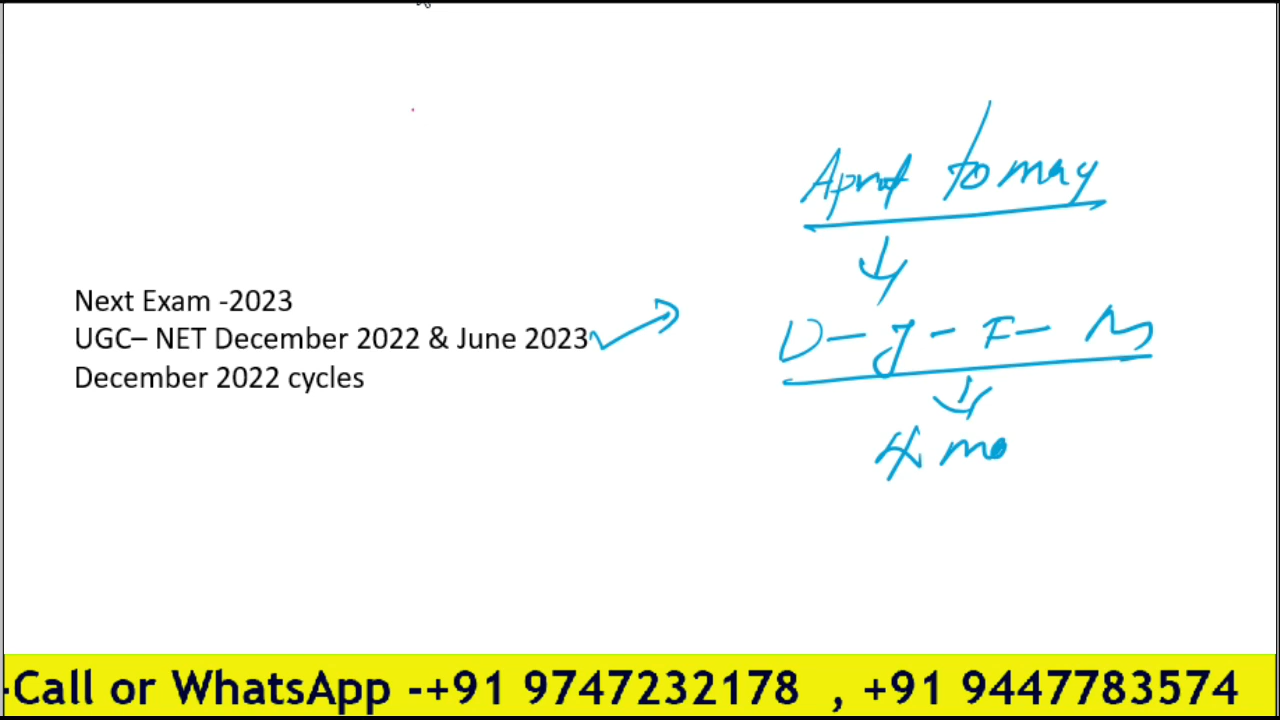 Next Exam -2023
UGC– NET December 2022 & June 2023
December 2022 cycles
April to may
D - J - F - M
4 mo
-Call or WhatsApp -+91 9747232178 , +91 9447783574